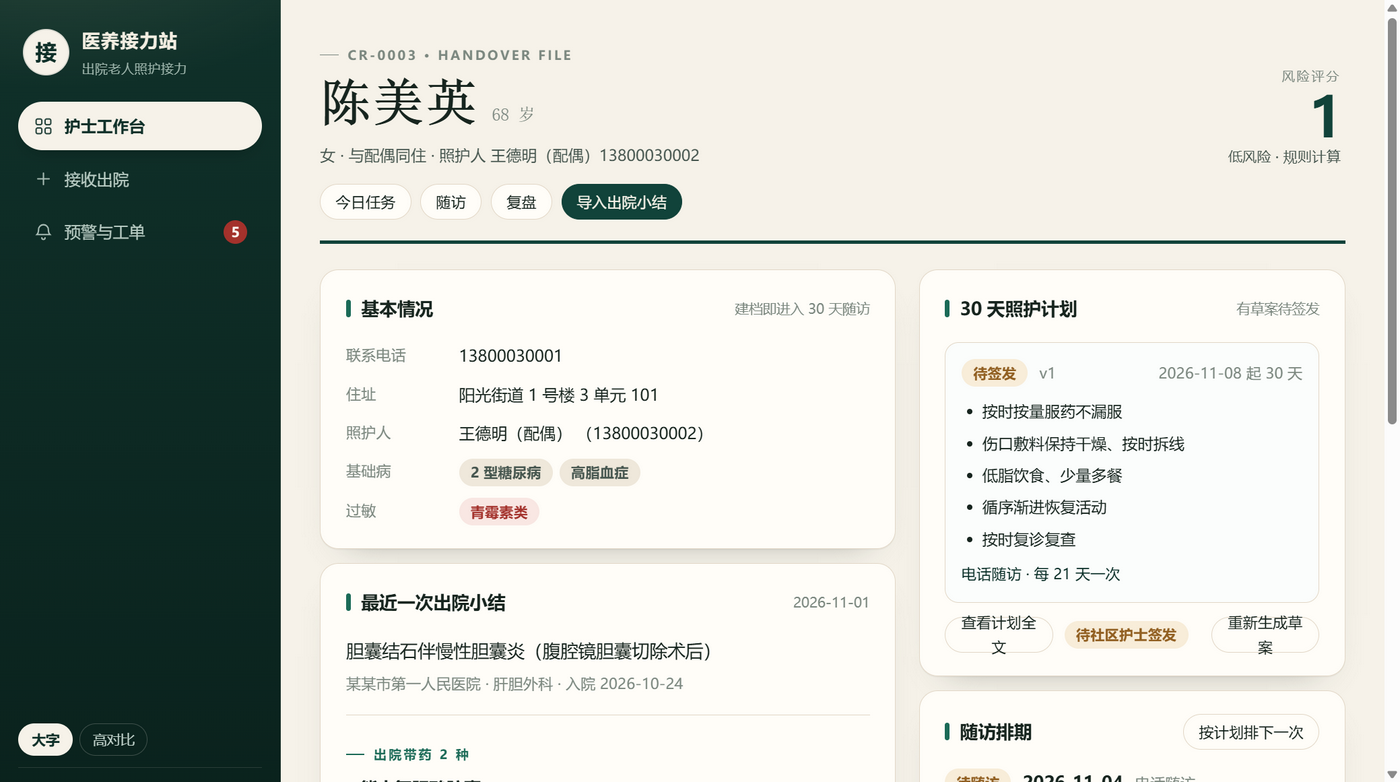 接
医养接力站
出院老人照护接力
护士工作台
接收出院
预警与工单
5
大字
高对比
CR-0003 • HANDOVER FILE
陈美英 68 岁
女 · 与配偶同住 · 照护人 王德明（配偶）13800030002
今日任务
随访
复盘
导入出院小结
风险评分
1
低风险 · 规则计算
基本情况
建档即进入 30 天随访
联系电话 13800030001
住址 阳光街道 1 号楼 3 单元 101
照护人 王德明（配偶）（13800030002）
基础病 2 型糖尿病 高脂血症
过敏 青霉素类
最近一次出院小结
2026-11-01
胆囊结石伴慢性胆囊炎（腹腔镜胆囊切除术后）
某某市第一人民医院 · 肝胆外科 · 入院 2026-10-24
出院带药 2 种
30 天照护计划
有草案待签发
待签发 v1 2026-11-08 起 30 天
• 按时按量服药不漏服
• 伤口敷料保持干燥、按时拆线
• 低脂饮食、少量多餐
• 循序渐进恢复活动
• 按时复诊复查
电话随访 · 每 21 天一次
查看计划全
文
待社区护士签发
重新生成草
案
随访排期
按计划排下一次
待随访 2026-11-04 电话随访